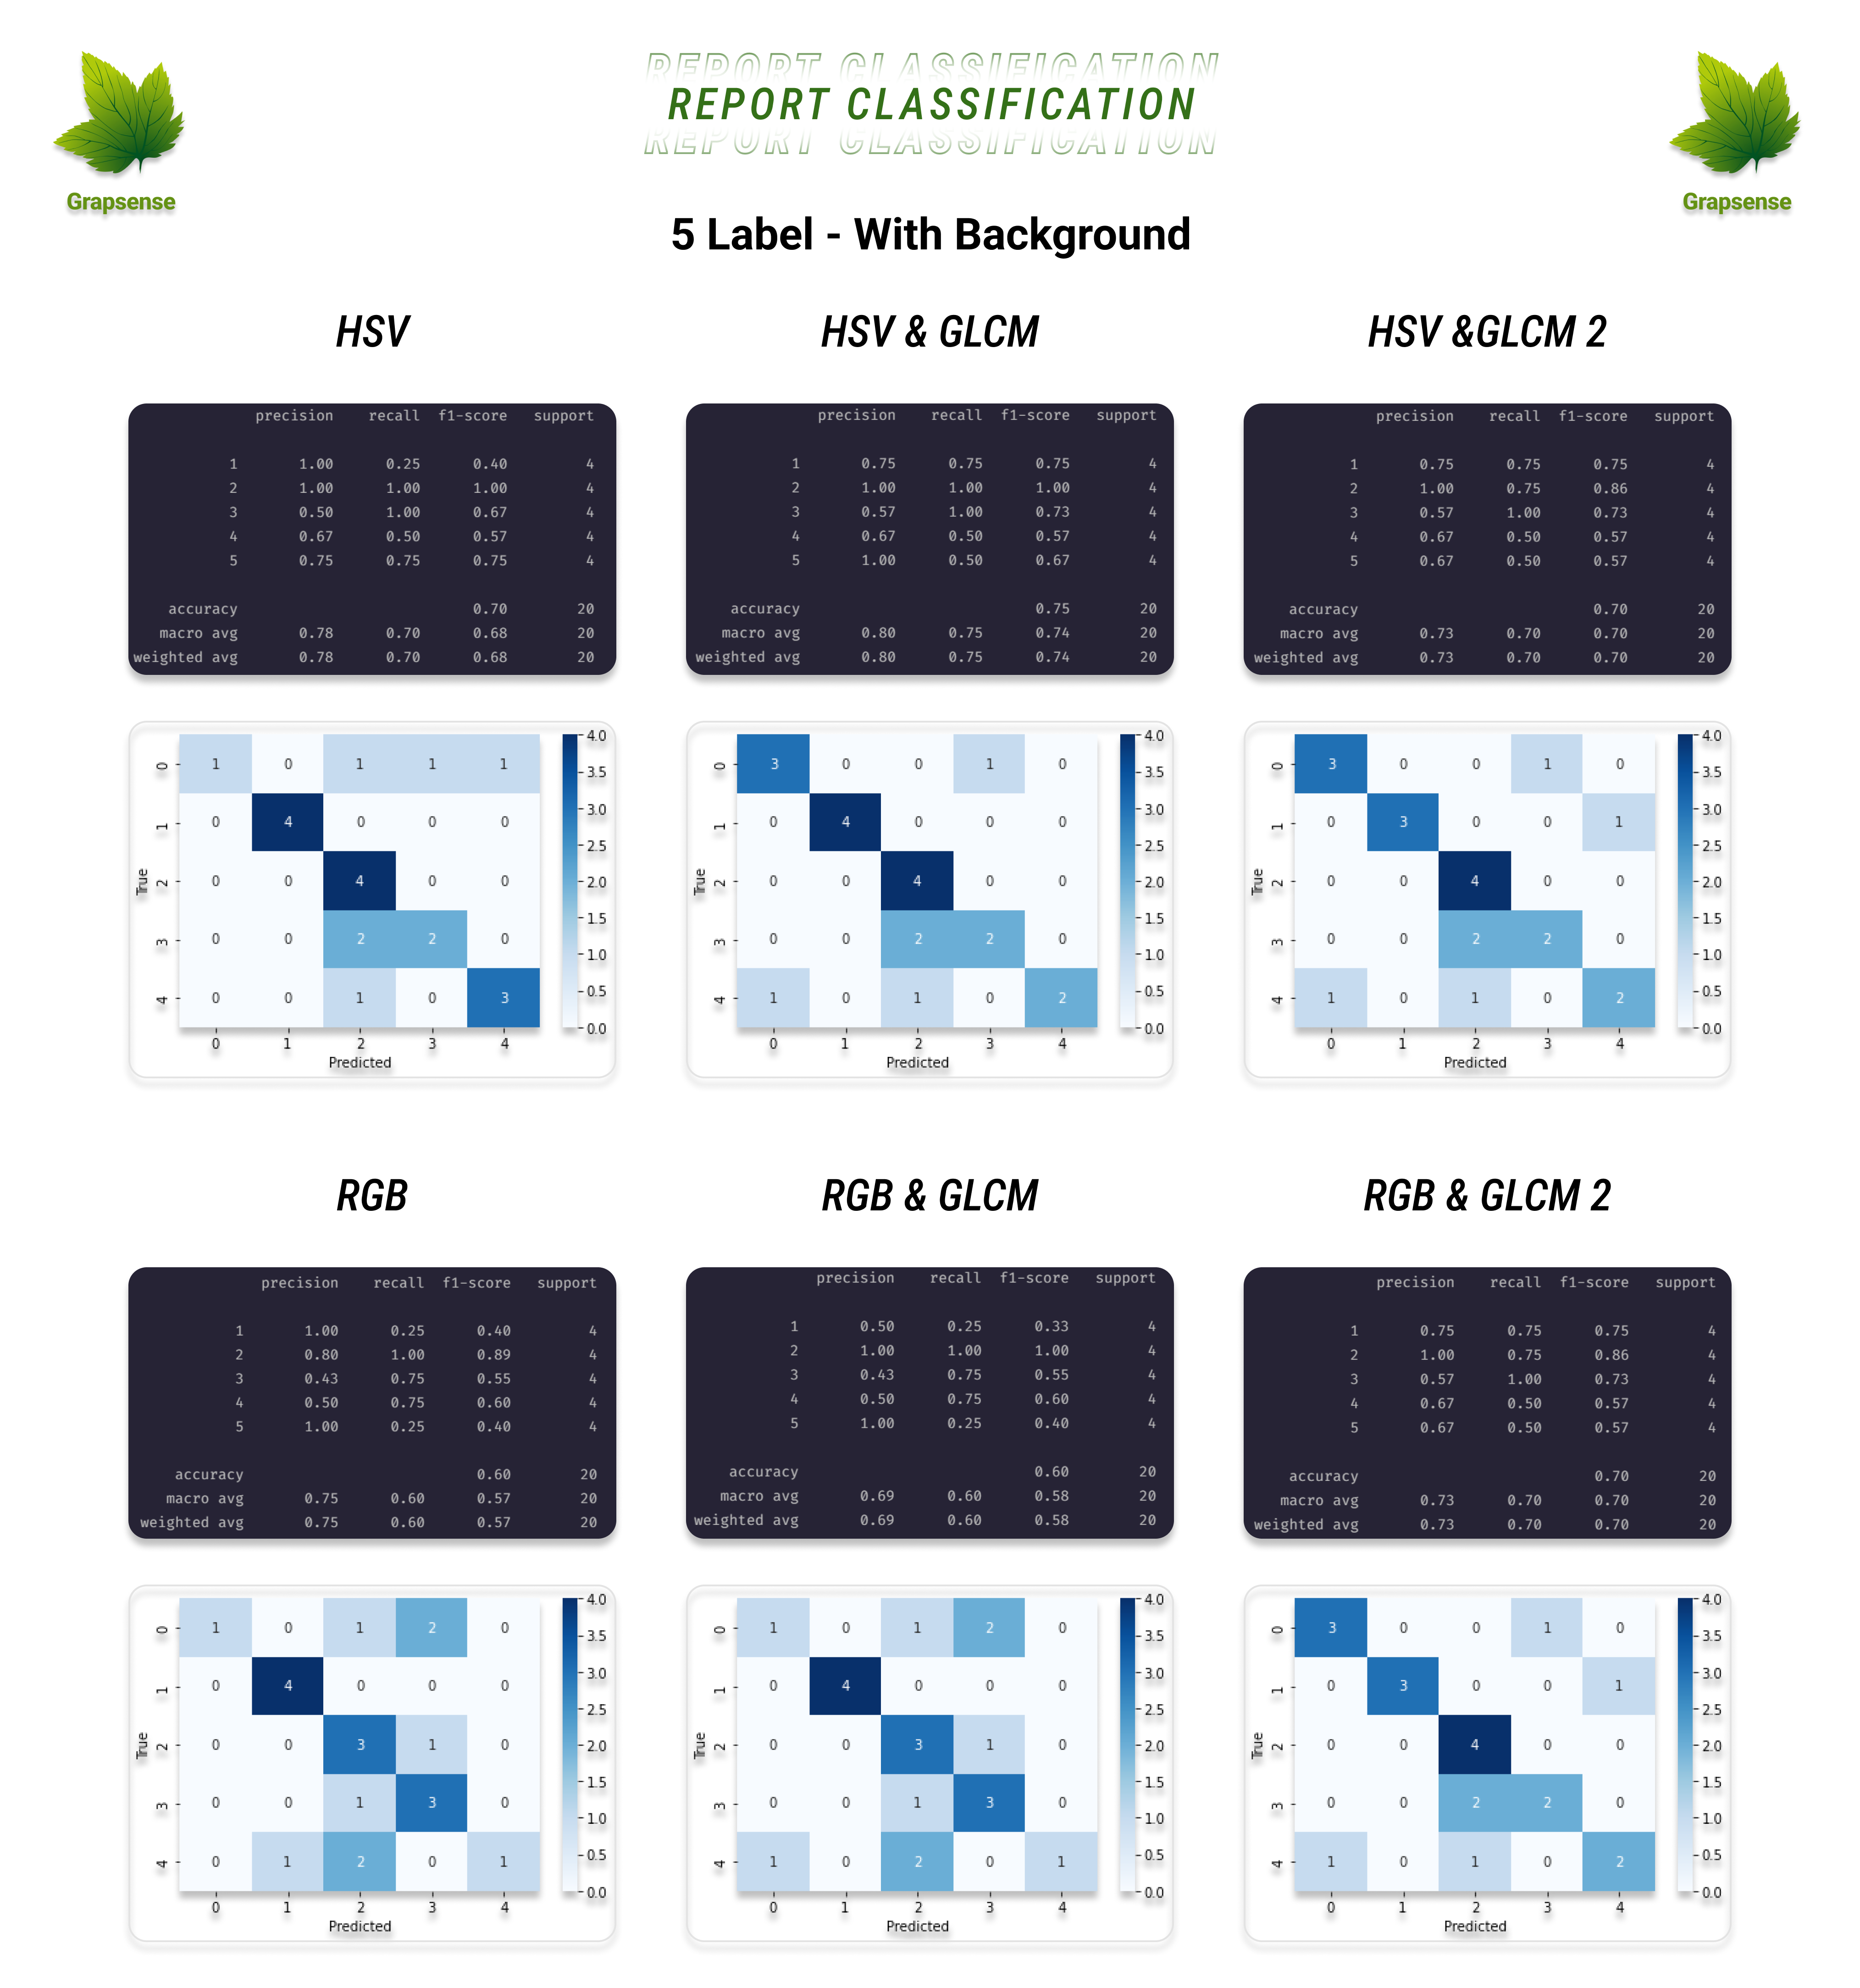 REPORT CLASSIFICATION
REPORT CLASSIFICATION
REPORT CLASSIFICATION
Grapsense
Grapsense
5 Label - With Background
HSV
precision recall f1-score support
1 1.00 0.25 0.40 4
2 1.00 1.00 1.00 4
3 0.50 1.00 0.67 4
4 0.67 0.50 0.57 4
5 0.75 0.75 0.75 4
accuracy 0.70 20
macro avg 0.78 0.70 0.68 20
weighted avg 0.78 0.70 0.68 20
True
0 1 0 1 1 1
1 0 4 0 0 0
2 0 0 4 0 0
3 0 0 2 2 0
4 0 0 1 0 3
0 1 2 3 4
Predicted
4.0
3.5
3.0
2.5
2.0
1.5
1.0
0.5
0.0
HSV & GLCM
precision recall f1-score support
1 0.75 0.75 0.75 4
2 1.00 1.00 1.00 4
3 0.57 1.00 0.73 4
4 0.67 0.50 0.57 4
5 1.00 0.50 0.67 4
accuracy 0.75 20
macro avg 0.80 0.75 0.74 20
weighted avg 0.80 0.75 0.74 20
True
0 3 0 0 1 0
1 0 4 0 0 0
2 0 0 4 0 0
3 0 0 2 2 0
4 1 0 1 0 2
0 1 2 3 4
Predicted
4.0
3.5
3.0
2.5
2.0
1.5
1.0
0.5
0.0
HSV &GLCM 2
precision recall f1-score support
1 0.75 0.75 0.75 4
2 1.00 0.75 0.86 4
3 0.57 1.00 0.73 4
4 0.67 0.50 0.57 4
5 0.67 0.50 0.57 4
accuracy 0.70 20
macro avg 0.73 0.70 0.70 20
weighted avg 0.73 0.70 0.70 20
True
0 3 0 0 1 0
1 0 3 0 0 1
2 0 0 4 0 0
3 0 0 2 2 0
4 1 0 1 0 2
0 1 2 3 4
Predicted
4.0
3.5
3.0
2.5
2.0
1.5
1.0
0.5
0.0
RGB
precision recall f1-score support
1 1.00 0.25 0.40 4
2 0.80 1.00 0.89 4
3 0.43 0.75 0.55 4
4 0.50 0.75 0.60 4
5 1.00 0.25 0.40 4
accuracy 0.60 20
macro avg 0.75 0.60 0.57 20
weighted avg 0.75 0.60 0.57 20
True
0 1 0 1 2 0
1 0 4 0 0 0
2 0 0 3 1 0
3 0 0 1 3 0
4 0 1 2 0 1
0 1 2 3 4
Predicted
4.0
3.5
3.0
2.5
2.0
1.5
1.0
0.5
0.0
RGB & GLCM
precision recall f1-score support
1 0.50 0.25 0.33 4
2 1.00 1.00 1.00 4
3 0.43 0.75 0.55 4
4 0.50 0.75 0.60 4
5 1.00 0.25 0.40 4
accuracy 0.60 20
macro avg 0.69 0.60 0.58 20
weighted avg 0.69 0.60 0.58 20
True
0 1 0 1 2 0
1 0 4 0 0 0
2 0 0 3 1 0
3 0 0 1 3 0
4 1 0 2 0 1
0 1 2 3 4
Predicted
4.0
3.5
3.0
2.5
2.0
1.5
1.0
0.5
0.0
RGB & GLCM 2
precision recall f1-score support
1 0.75 0.75 0.75 4
2 1.00 0.75 0.86 4
3 0.57 1.00 0.73 4
4 0.67 0.50 0.57 4
5 0.67 0.50 0.57 4
accuracy 0.70 20
macro avg 0.73 0.70 0.70 20
weighted avg 0.73 0.70 0.70 20
True
0 3 0 0 1 0
1 0 3 0 0 1
2 0 0 4 0 0
3 0 0 2 2 0
4 1 0 1 0 2
0 1 2 3 4
Predicted
4.0
3.5
3.0
2.5
2.0
1.5
1.0
0.5
0.0